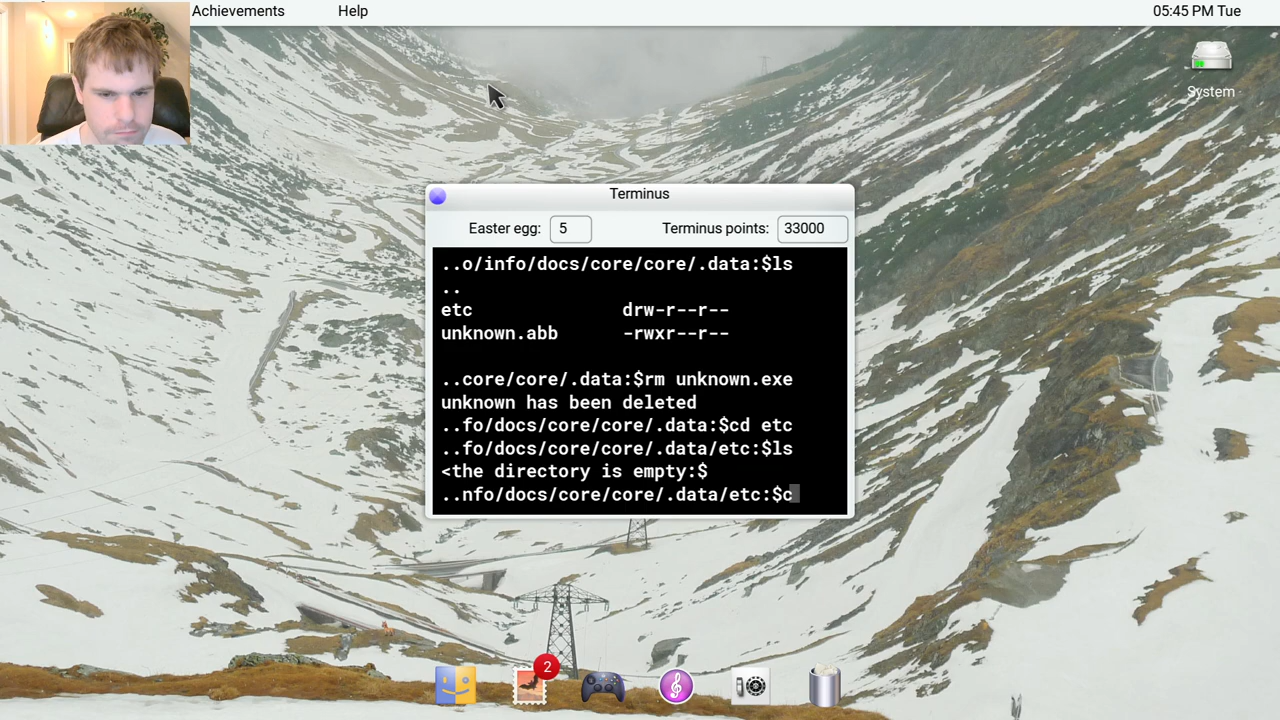 Achievements Help 05:45 PM Tue
System
Terminus
Easter egg: 5 Terminus points: 33000
..o/info/docs/core/core/.data:$ls
..
etc drw-r--r--
unknown.abb -rwxr--r--
..core/core/.data:$rm unknown.exe
unknown has been deleted
..fo/docs/core/core/.data:$cd etc
..fo/docs/core/core/.data/etc:$ls
<the directory is empty:$
..nfo/docs/core/core/.data/etc:$c
2